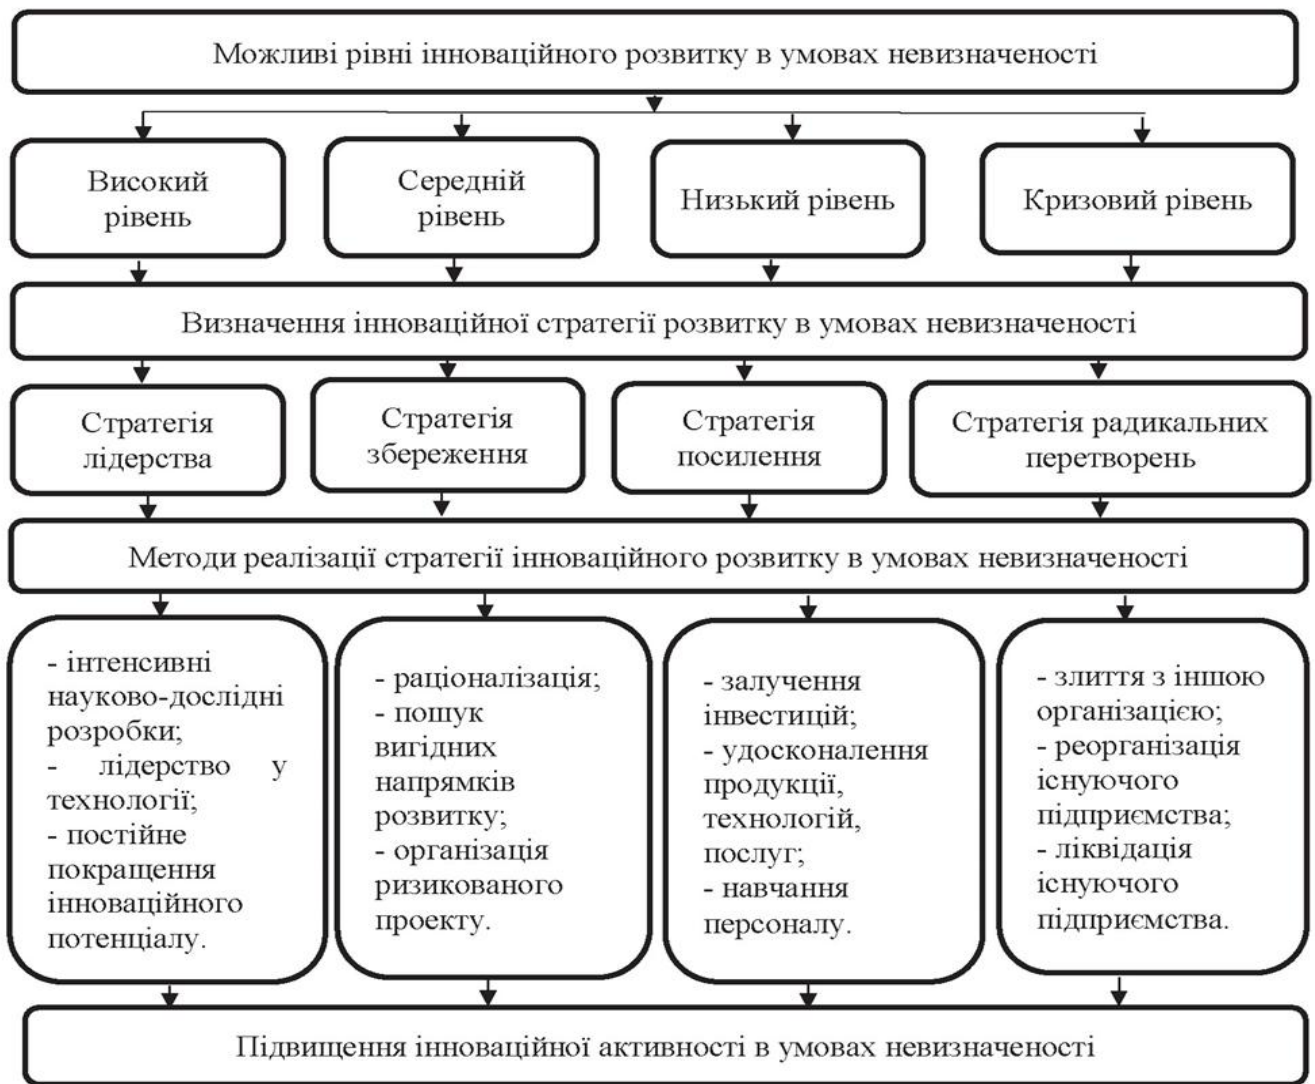 Можливі рівні інноваційного розвитку в умовах невизначеності
Високий
рівень
Середній
рівень
Низький рівень
Кризовий рівень
Визначення інноваційної стратегії розвитку в умовах невизначеності
Стратегія
лідерства
Стратегія
збереження
Стратегія
посилення
Стратегія радикальних
перетворень
Методи реалізації стратегії інноваційного розвитку в умовах невизначеності
- інтенсивні
науково-дослідні
розробки;
- лідерство у
технології;
- постійне
покращення
інноваційного
потенціалу.
- раціоналізація;
- пошук
вигідних
напрямків
розвитку;
- організація
ризикованого
проекту.
- залучення
інвестицій;
- удосконалення
продукції,
технологій,
послуг;
- навчання
персоналу.
- злиття з іншою
організацією;
- реорганізація
існуючого
підприємства;
- ліквідація
існуючого
підприємства.
Підвищення інноваційної активності в умовах невизначеності